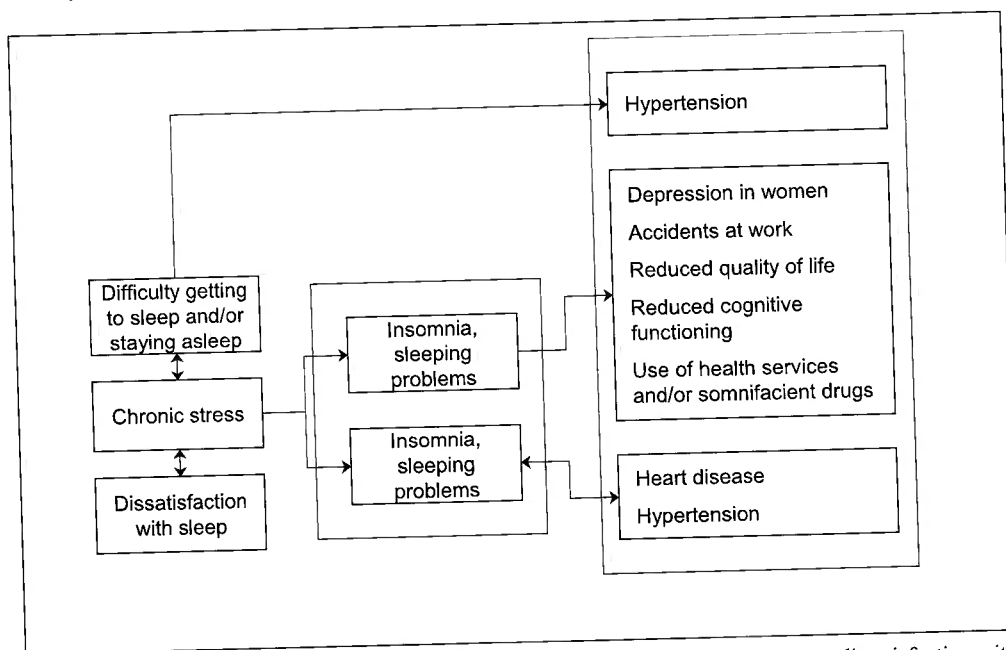 Hypertension
Depression in women
Accidents at work
Reduced quality of life
Reduced cognitive
functioning
Use of health services
and/or somnifacient drugs
Difficulty getting
to sleep and/or
staying asleep
Insomnia,
sleeping
problems
Chronic stress
Insomnia,
sleeping
problems
Heart disease
Hypertension
Dissatisfaction
with sleep